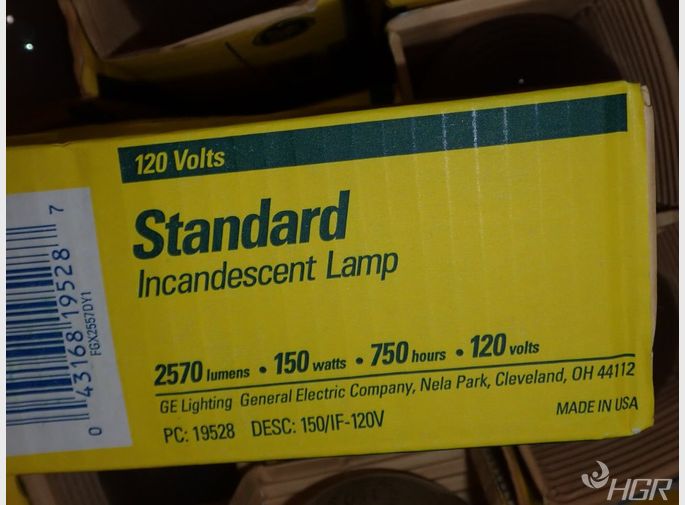 120 Volts
Standard
Incandescent Lamp
2570 lumens • 150 watts • 750 hours • 120 volts
GE Lighting General Electric Company, Nela Park, Cleveland, OH 44112
PC: 19528 DESC: 150/IF-120V
MADE IN USA
0 43168 19528 7
FGX2557DY1
HGR